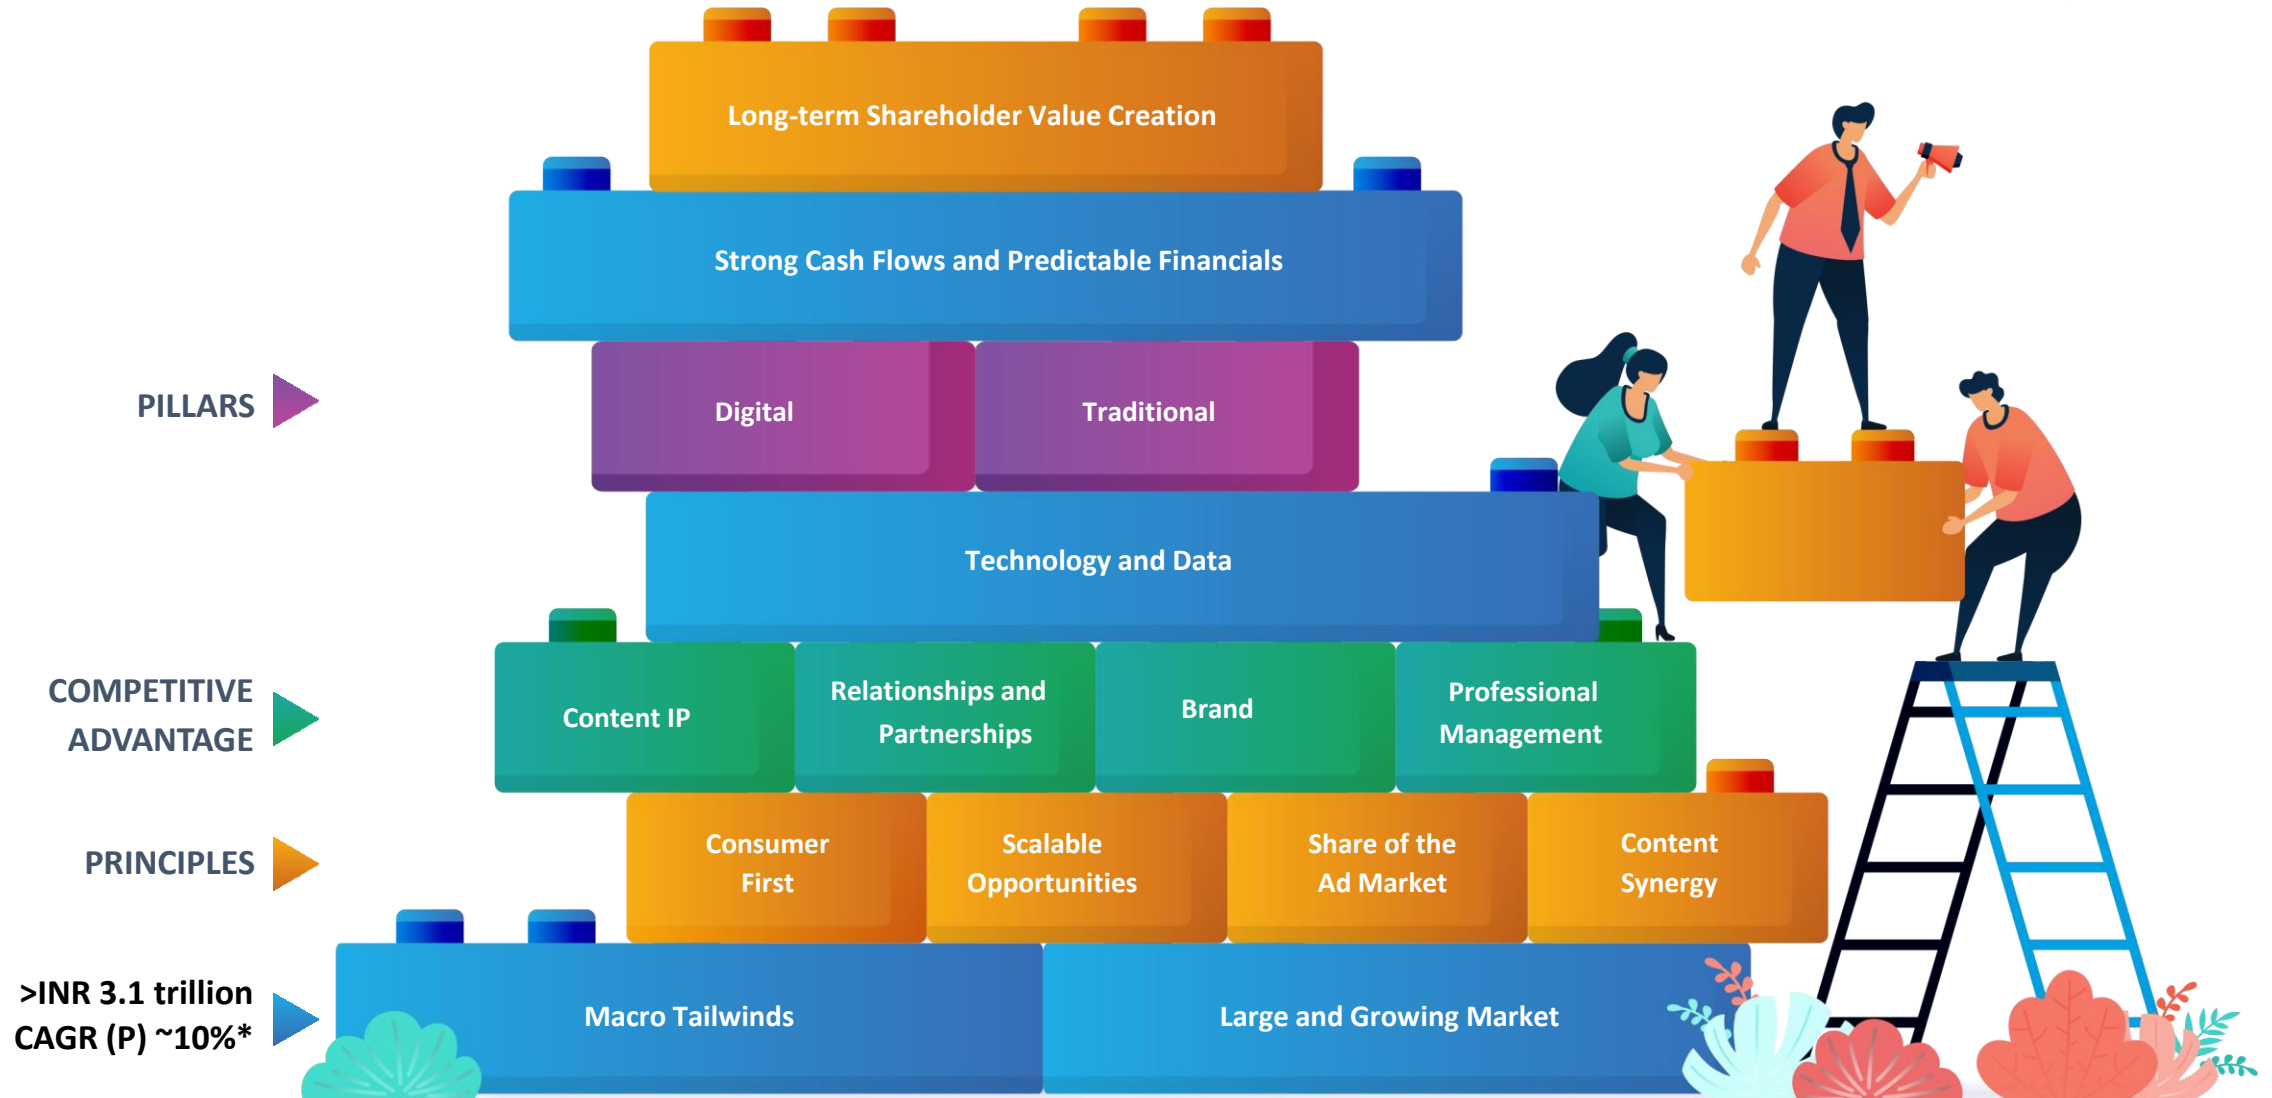 Long-term Shareholder Value Creation
Strong Cash Flows and Predictable Financials
PILLARS
Digital
Traditional
Technology and Data
COMPETITIVE
ADVANTAGE
Content IP
Relationships and
Partnerships
Brand
Professional
Management
PRINCIPLES
Consumer
First
Scalable
Opportunities
Share of the
Ad Market
Content
Synergy
>INR 3.1 trillion
CAGR (P) ~10%*
Macro Tailwinds
Large and Growing Market